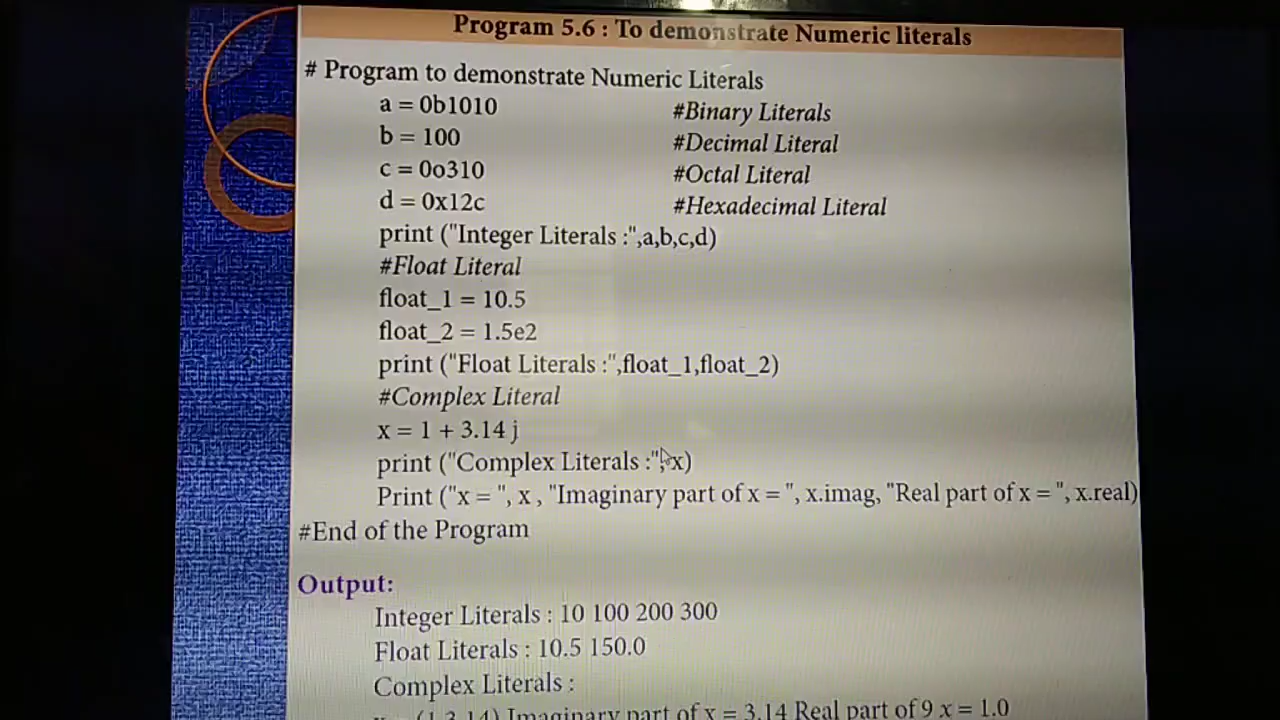 Program 5.6 : To demonstrate Numeric literals
# Program to demonstrate Numeric Literals
a = 0b1010 #Binary Literals
b = 100 #Decimal Literal
c = 0o310 #Octal Literal
d = 0x12c #Hexadecimal Literal
print ("Integer Literals :",a,b,c,d)
#Float Literal
float_1 = 10.5
float_2 = 1.5e2
print ("Float Literals :",float_1,float_2)
#Complex Literal
x = 1 + 3.14 j
print ("Complex Literals :", x)
Print ("x = ", x , "Imaginary part of x = ", x.imag, "Real part of x = ", x.real)
#End of the Program
Output:
Integer Literals : 10 100 200 300
Float Literals : 10.5 150.0
Complex Literals :
Imaginary part of x = 3.14 Real part of 9 x = 1.0